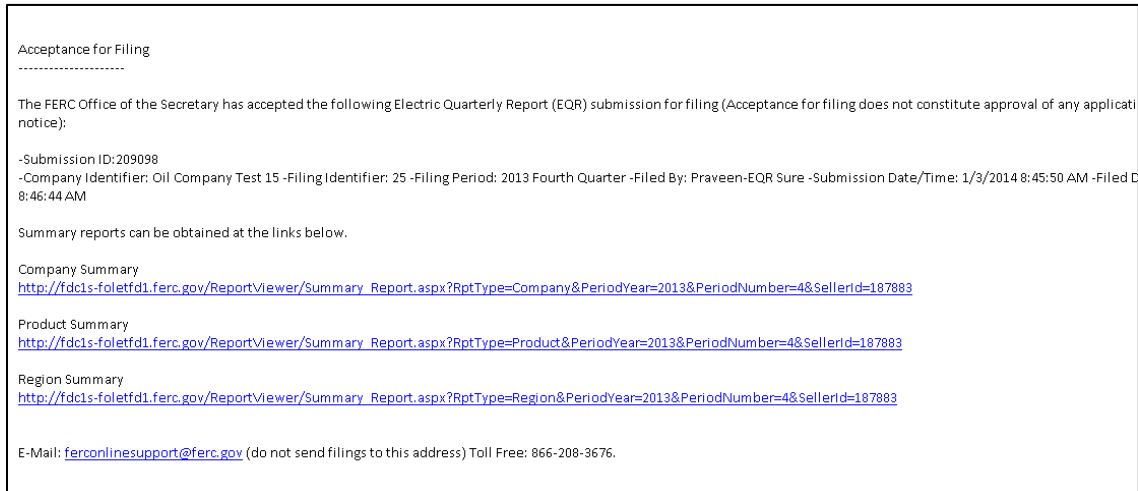 Acceptance for Filing
---------------------
The FERC Office of the Secretary has accepted the following Electric Quarterly Report (EQR) submission for filing (Acceptance for filing does not constitute approval of any applicati
notice):
-Submission ID:209098
-Company Identifier: Oil Company Test 15 -Filing Identifier: 25 -Filing Period: 2013 Fourth Quarter -Filed By: Praveen-EQR Sure -Submission Date/Time: 1/3/2014 8:45:50 AM -Filed D
8:46:44 AM
Summary reports can be obtained at the links below.
Company Summary
http://fdc1s-foletfd1.ferc.gov/ReportViewer/Summary_Report.aspx?RptType=Company&PeriodYear=2013&PeriodNumber=4&SellerId=187883
Product Summary
http://fdc1s-foletfd1.ferc.gov/ReportViewer/Summary_Report.aspx?RptType=Product&PeriodYear=2013&PeriodNumber=4&SellerId=187883
Region Summary
http://fdc1s-foletfd1.ferc.gov/ReportViewer/Summary_Report.aspx?RptType=Region&PeriodYear=2013&PeriodNumber=4&SellerId=187883
E-Mail: ferconlinesupport@ferc.gov (do not send filings to this address) Toll Free: 866-208-3676.